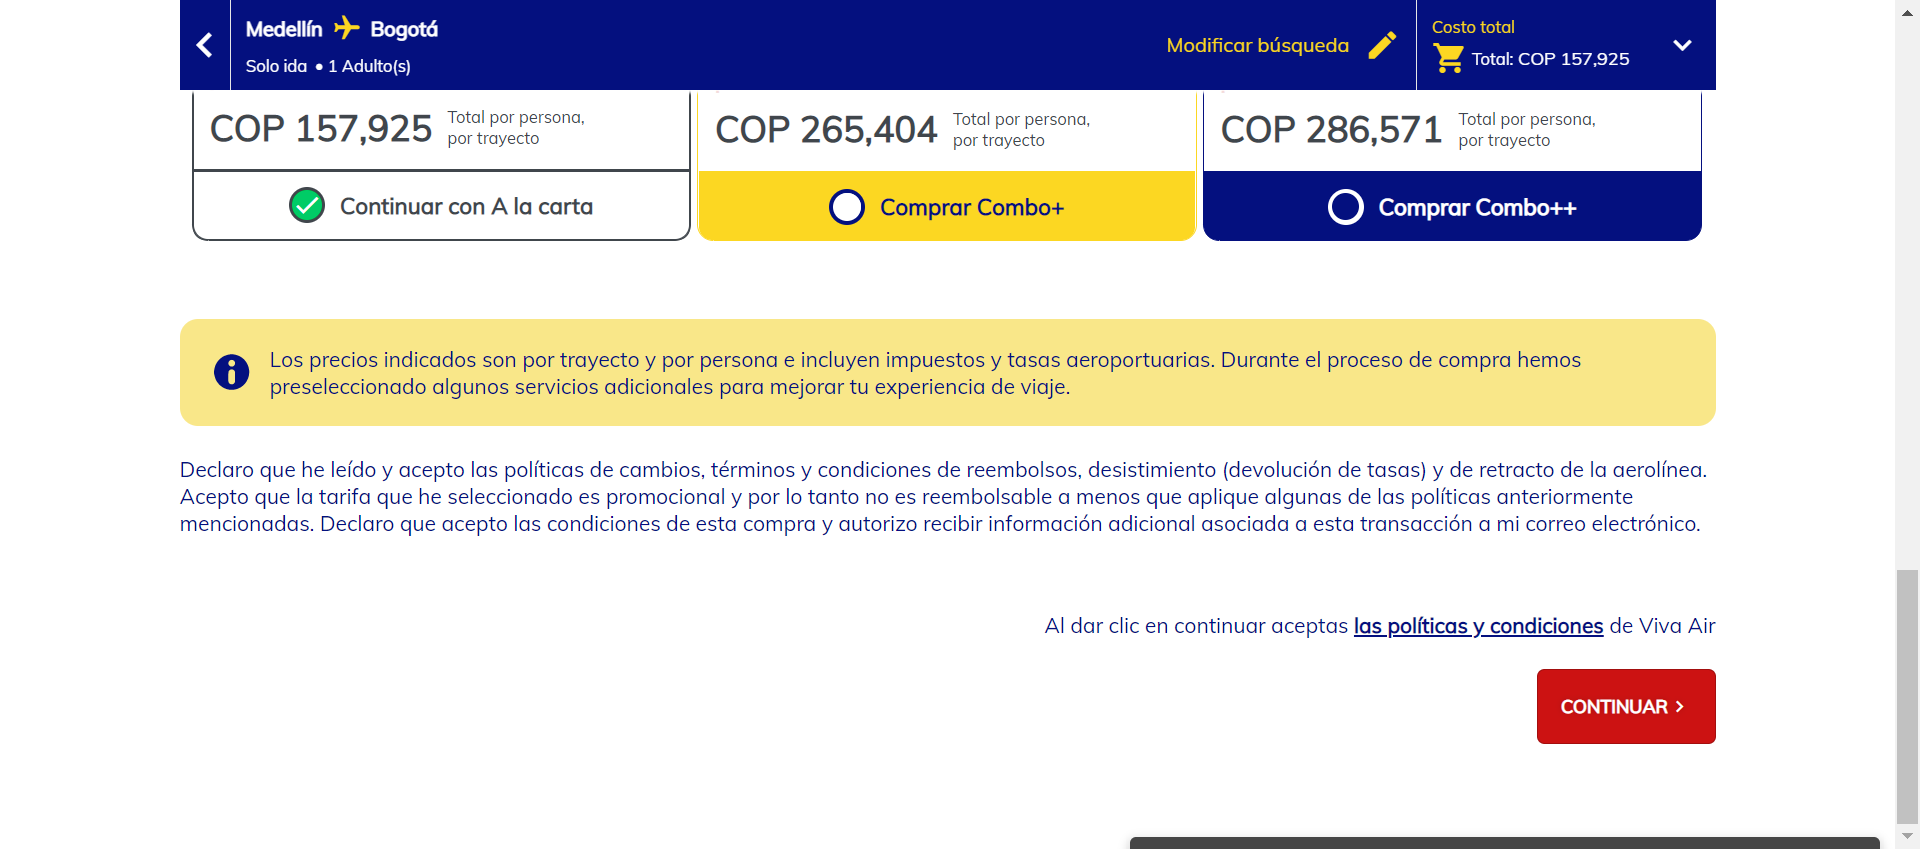 Medellín Bogotá
Solo ida • 1 Adulto(s)
Modificar búsqueda
Costo total
Total: COP 157,925
COP 157,925 Total por persona,
por trayecto
Continuar con A la carta
COP 265,404 Total por persona,
por trayecto
Comprar Combo+
COP 286,571 Total por persona,
por trayecto
Comprar Combo++
Los precios indicados son por trayecto y por persona e incluyen impuestos y tasas aeroportuarias. Durante el proceso de compra hemos
preseleccionado algunos servicios adicionales para mejorar tu experiencia de viaje.
Declaro que he leído y acepto las políticas de cambios, términos y condiciones de reembolsos, desistimiento (devolución de tasas) y de retracto de la aerolínea.
Acepto que la tarifa que he seleccionado es promocional y por lo tanto no es reembolsable a menos que aplique algunas de las políticas anteriormente
mencionadas. Declaro que acepto las condiciones de esta compra y autorizo recibir información adicional asociada a esta transacción a mi correo electrónico.
Al dar clic en continuar aceptas las políticas y condiciones de Viva Air
CONTINUAR >